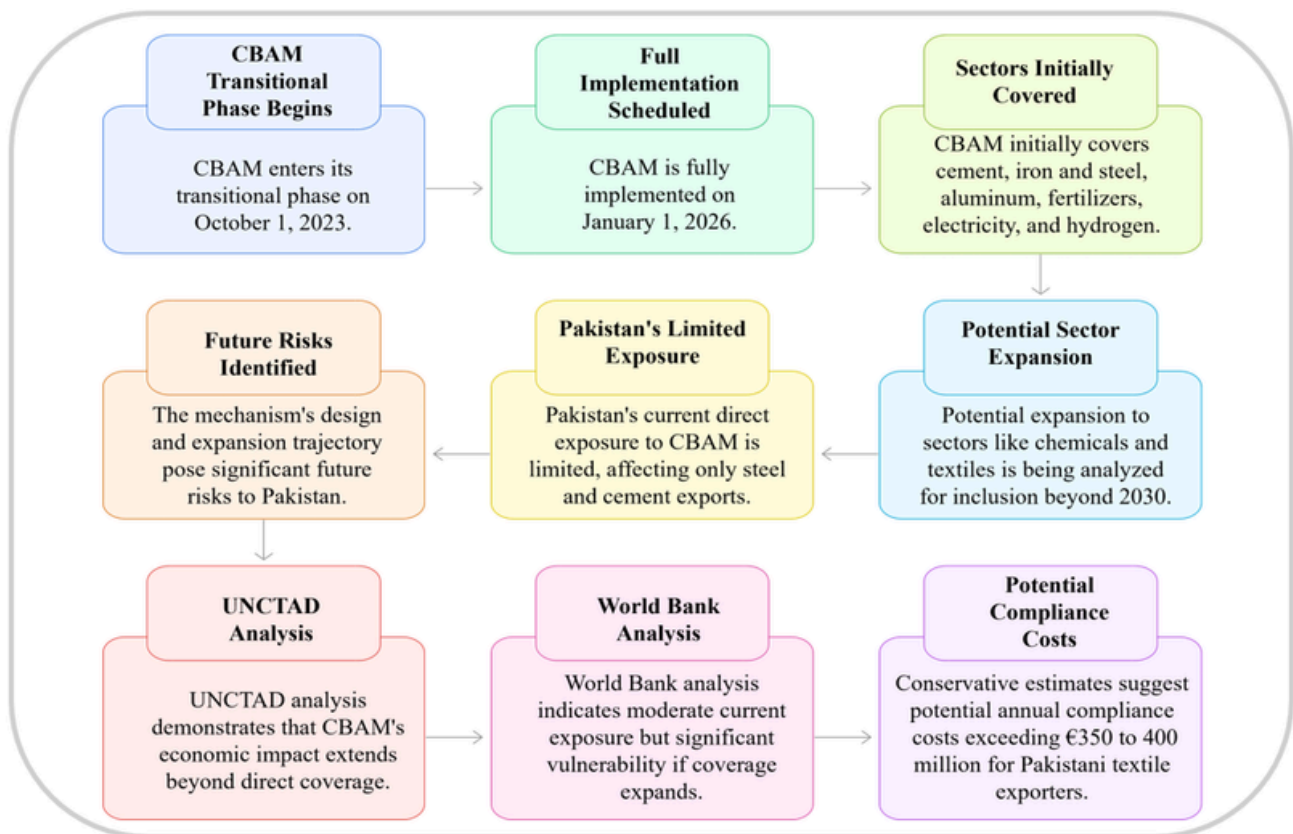 CBAM
Transitional
Phase Begins
CBAM enters its
transitional phase on
October 1, 2023.
Full
Implementation
Scheduled
CBAM is fully
implemented on
January 1, 2026.
Sectors Initially
Covered
CBAM initially covers
cement, iron and steel,
aluminum, fertilizers,
electricity, and hydrogen.
Potential Sector
Expansion
Potential expansion to
sectors like chemicals and
textiles is being analyzed
for inclusion beyond 2030.
Pakistan's Limited
Exposure
Pakistan's current direct
exposure to CBAM is
limited, affecting only steel
and cement exports.
Future Risks
Identified
The mechanism's design
and expansion trajectory
pose significant future
risks to Pakistan.
UNCTAD
Analysis
UNCTAD analysis
demonstrates that CBAM's
economic impact extends
beyond direct coverage.
World Bank
Analysis
World Bank analysis
indicates moderate current
exposure but significant
vulnerability if coverage
expands.
Potential
Compliance
Costs
Conservative estimates suggest
potential annual compliance
costs exceeding €350 to 400
million for Pakistani textile
exporters.